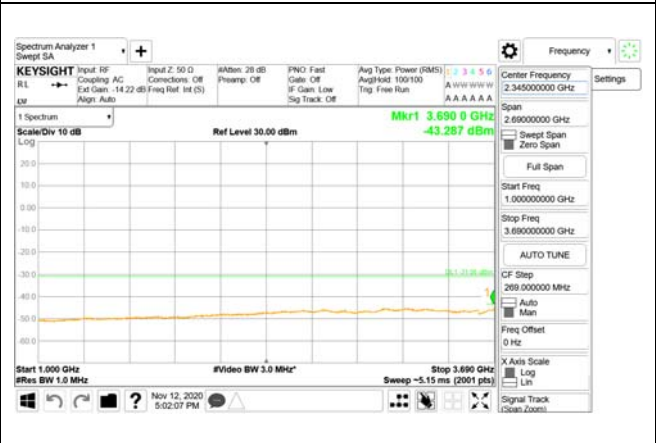 Spectrum Analyzer 1
Swept SA
Frequency
Settings
KEYSIGHT
RL
Input: RF
Coupling: AC
Ext Gain: -14.22 dB
Align: Auto
Input Z: 50 Ω
Corrections: Off
Freq Ref: Int (S)
#Atten: 28 dB
Preamp: Off
PNO: Fast
Gate: Off
IF Gain: Low
Sig Track: Off
Avg Type: Power (RMS)
Avg|Hold: 100/100
Trig: Free Run
1 2 3 4 5 6
A W W W W W
A A A A A A
1 Spectrum
Mkr1 3.690 0 GHz
-43.287 dBm
Scale/Div 10 dB
Ref Level 30.00 dBm
Log
20.0
10.0
0.00
-10.0
-20.0
-30.0
-40.0
-50.0
-60.0
1
Start 1.000 GHz
#Res BW 1.0 MHz
#Video BW 3.0 MHz*
Stop 3.690 GHz
Sweep ~5.15 ms (2001 pts)
Center Frequency
2.345000000 GHz
Span
2.69000000 GHz
Swept Span
Zero Span
Full Span
Start Freq
1.000000000 GHz
Stop Freq
3.690000000 GHz
AUTO TUNE
CF Step
269.000000 MHz
Auto
Man
Freq Offset
0 Hz
X Axis Scale
Log
Lin
Signal Track
(Span Zoom)
?
Nov 12, 2020
5:02:07 PM